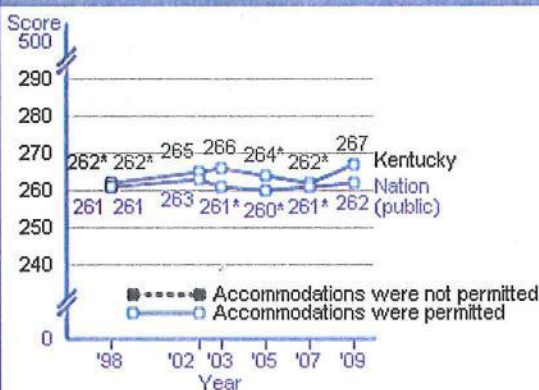 Score
500
290
280
270
260
250
240
0
262* 262* 265 266 264* 262* 267
Kentucky
Nation
(public)
261 261 263 261* 260* 261* 262
Accommodations were not permitted
Accommodations were permitted
'98 '02 '03 '05 '07 '09
Year